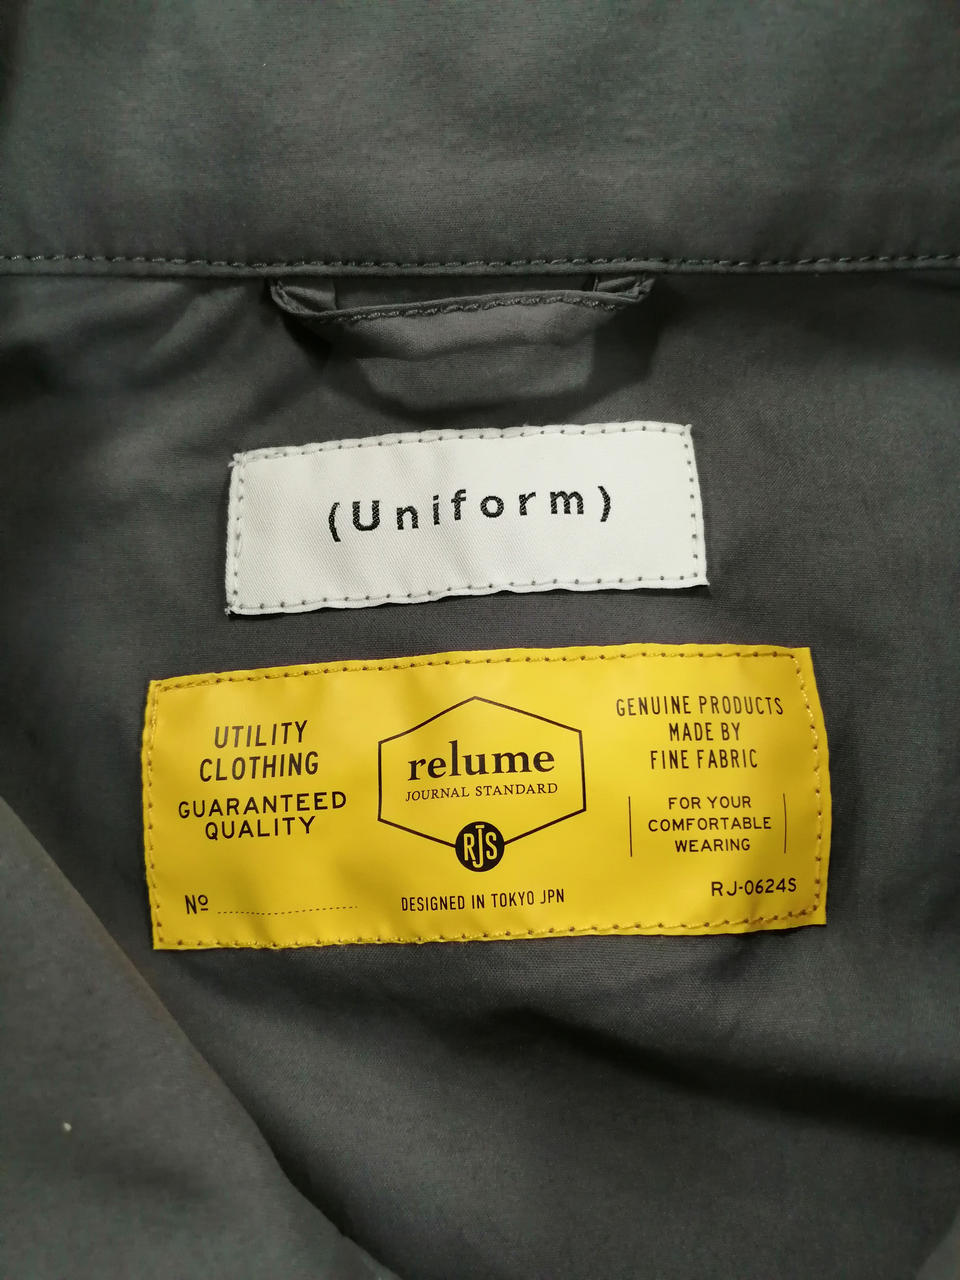 (Uniform)
UTILITY
CLOTHING
GUARANTEED
QUALITY
Nº
relume
JOURNAL STANDARD
RJS
DESIGNED IN TOKYO JPN
GENUINE PRODUCTS
MADE BY
FINE FABRIC
FOR YOUR
COMFORTABLE
WEARING
RJ-0624S